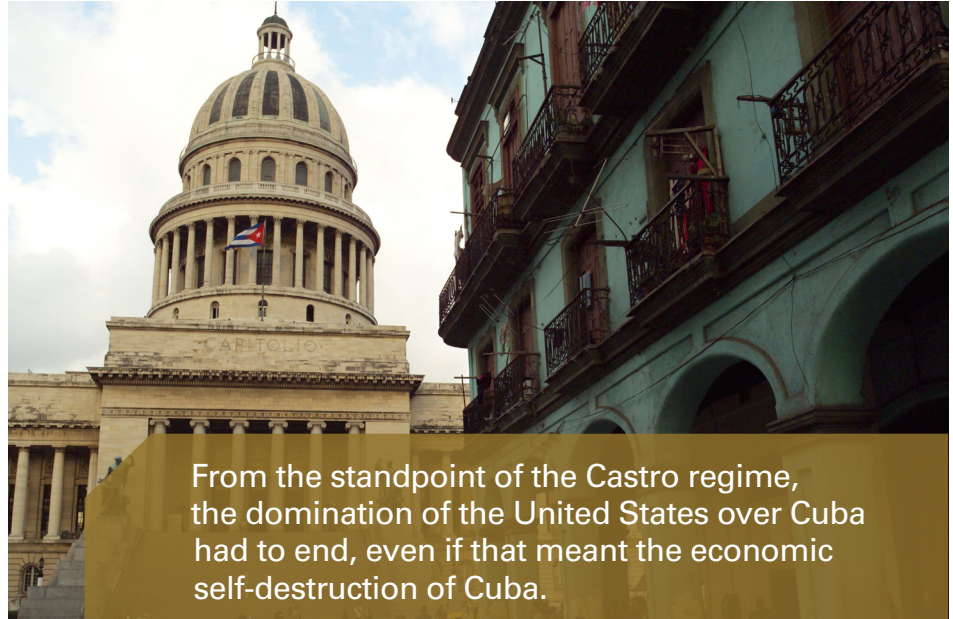 CAPITOLIO
From the standpoint of the Castro regime,
the domination of the United States over Cuba
had to end, even if that meant the economic
self-destruction of Cuba.